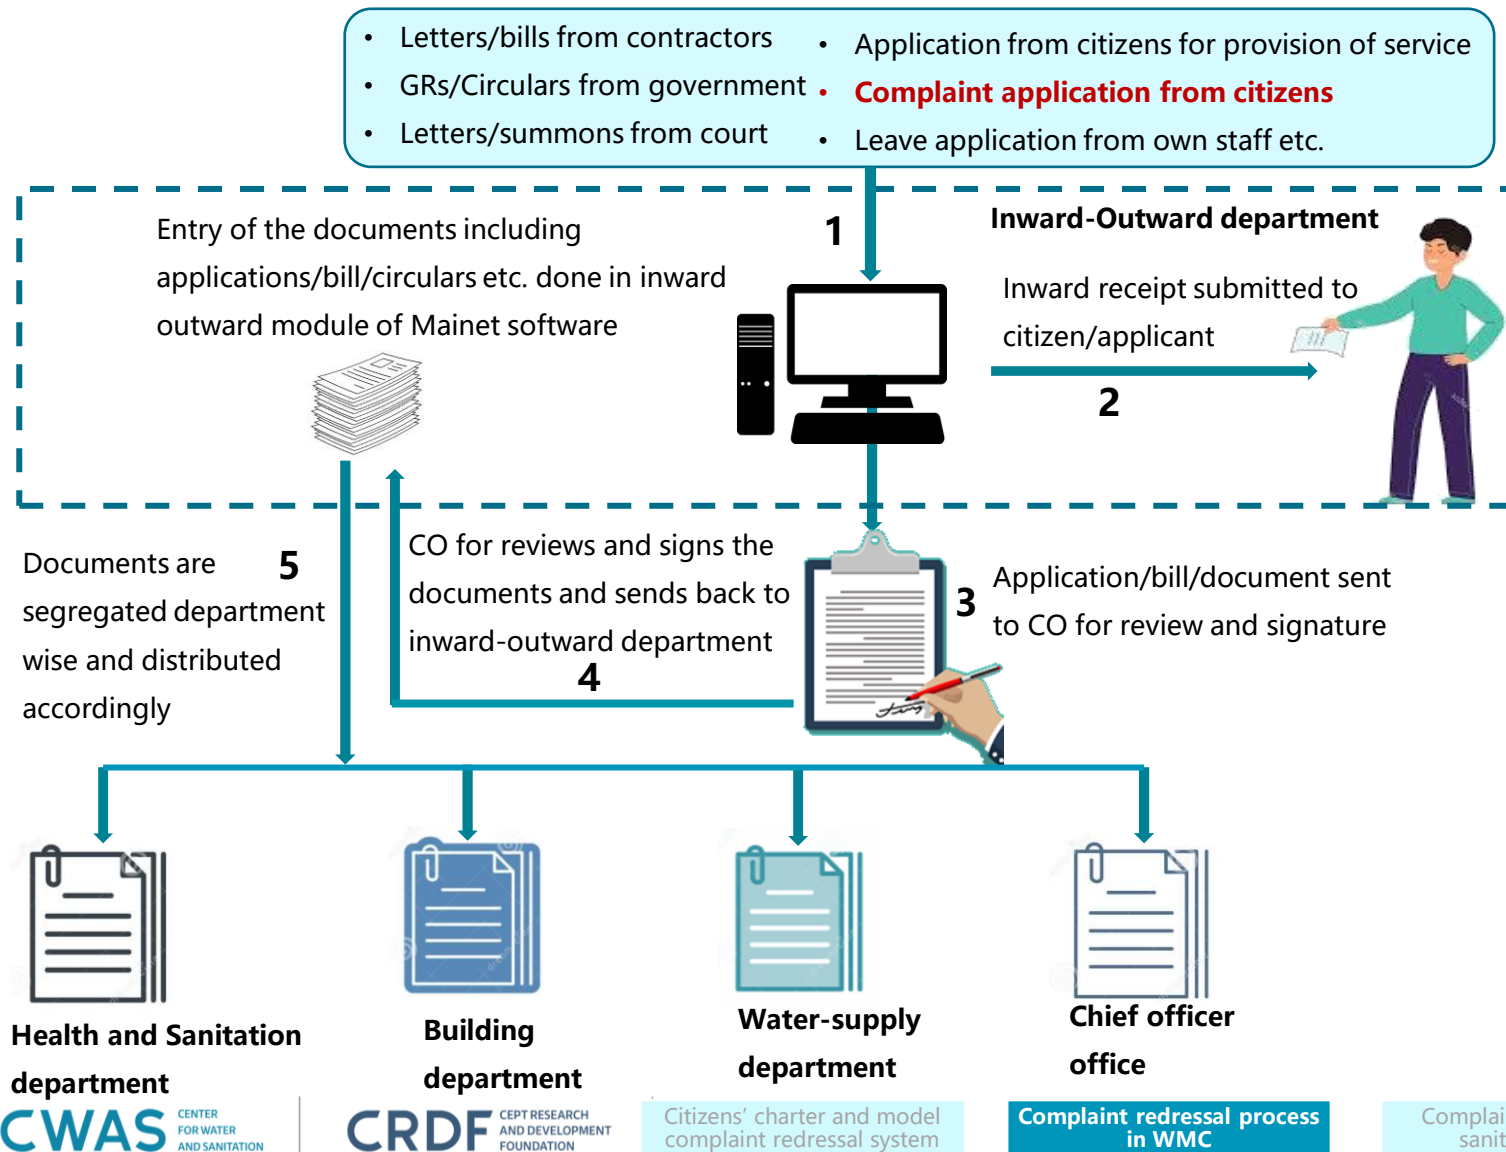 • Letters/bills from contractors
• GRs/Circulars from government
• Letters/summons from court
• Application from citizens for provision of service
• Complaint application from citizens
• Leave application from own staff etc.
1
Inward-Outward department
Entry of the documents including
applications/bill/circulars etc. done in inward
outward module of Mainet software
Inward receipt submitted to
citizen/applicant
2
3
Application/bill/document sent
to CO for review and signature
CO for reviews and signs the
documents and sends back to
inward-outward department
4
5
Documents are
segregated department
wise and distributed
accordingly
Health and Sanitation
department
Building
department
Water-supply
department
Chief officer
office
CWAS
CENTER
FOR WATER
AND SANITATION
CRDF
CEPT RESEARCH
AND DEVELOPMENT
FOUNDATION
Citizens’ charter and model
complaint redressal system
Complaint redressal process
in WMC
Complai
sanit